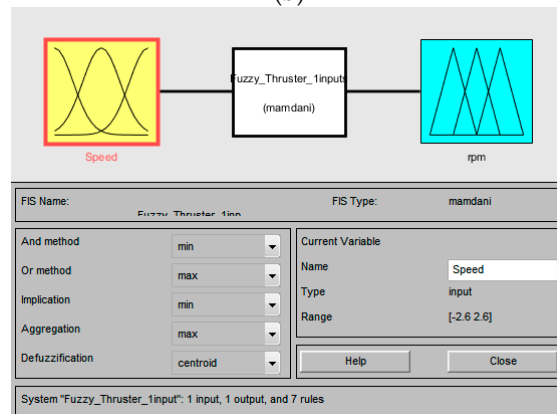 Fuzzy_Thruster_1inputs
(mamdani)
Speed
rpm
FIS Name:
Fuzzy_Thruster_1inp
FIS Type:
mamdani
And method
min
Or method
max
Implication
min
Aggregation
max
Defuzzification
centroid
Current Variable
Name
Speed
Type
input
Range
[-2.6 2.6]
Help
Close
System "Fuzzy_Thruster_1input": 1 input, 1 output, and 7 rules